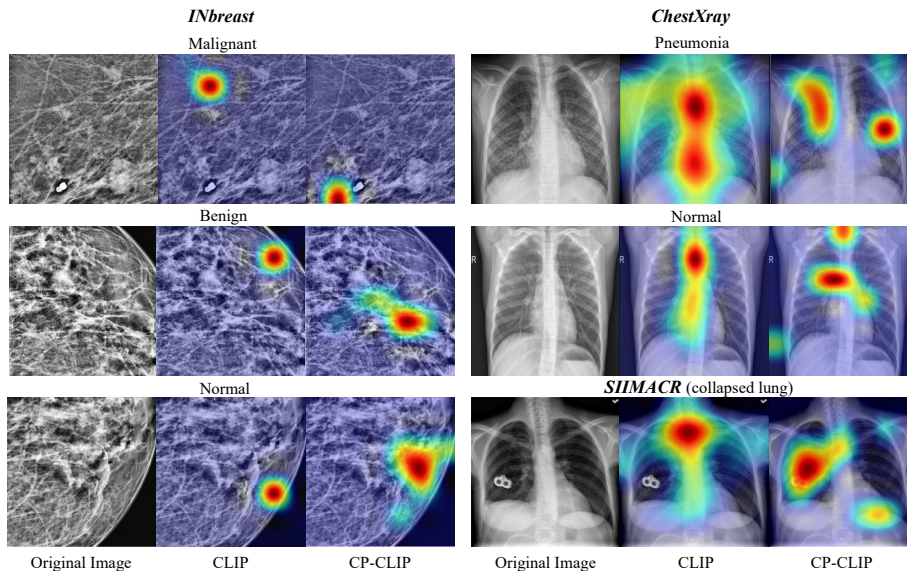 INbreast
Malignant
Benign
Normal
Original Image CLIP CP-CLIP
ChestXray
Pneumonia
Normal
R R R
SIIMACR (collapsed lung)
Original Image CLIP CP-CLIP